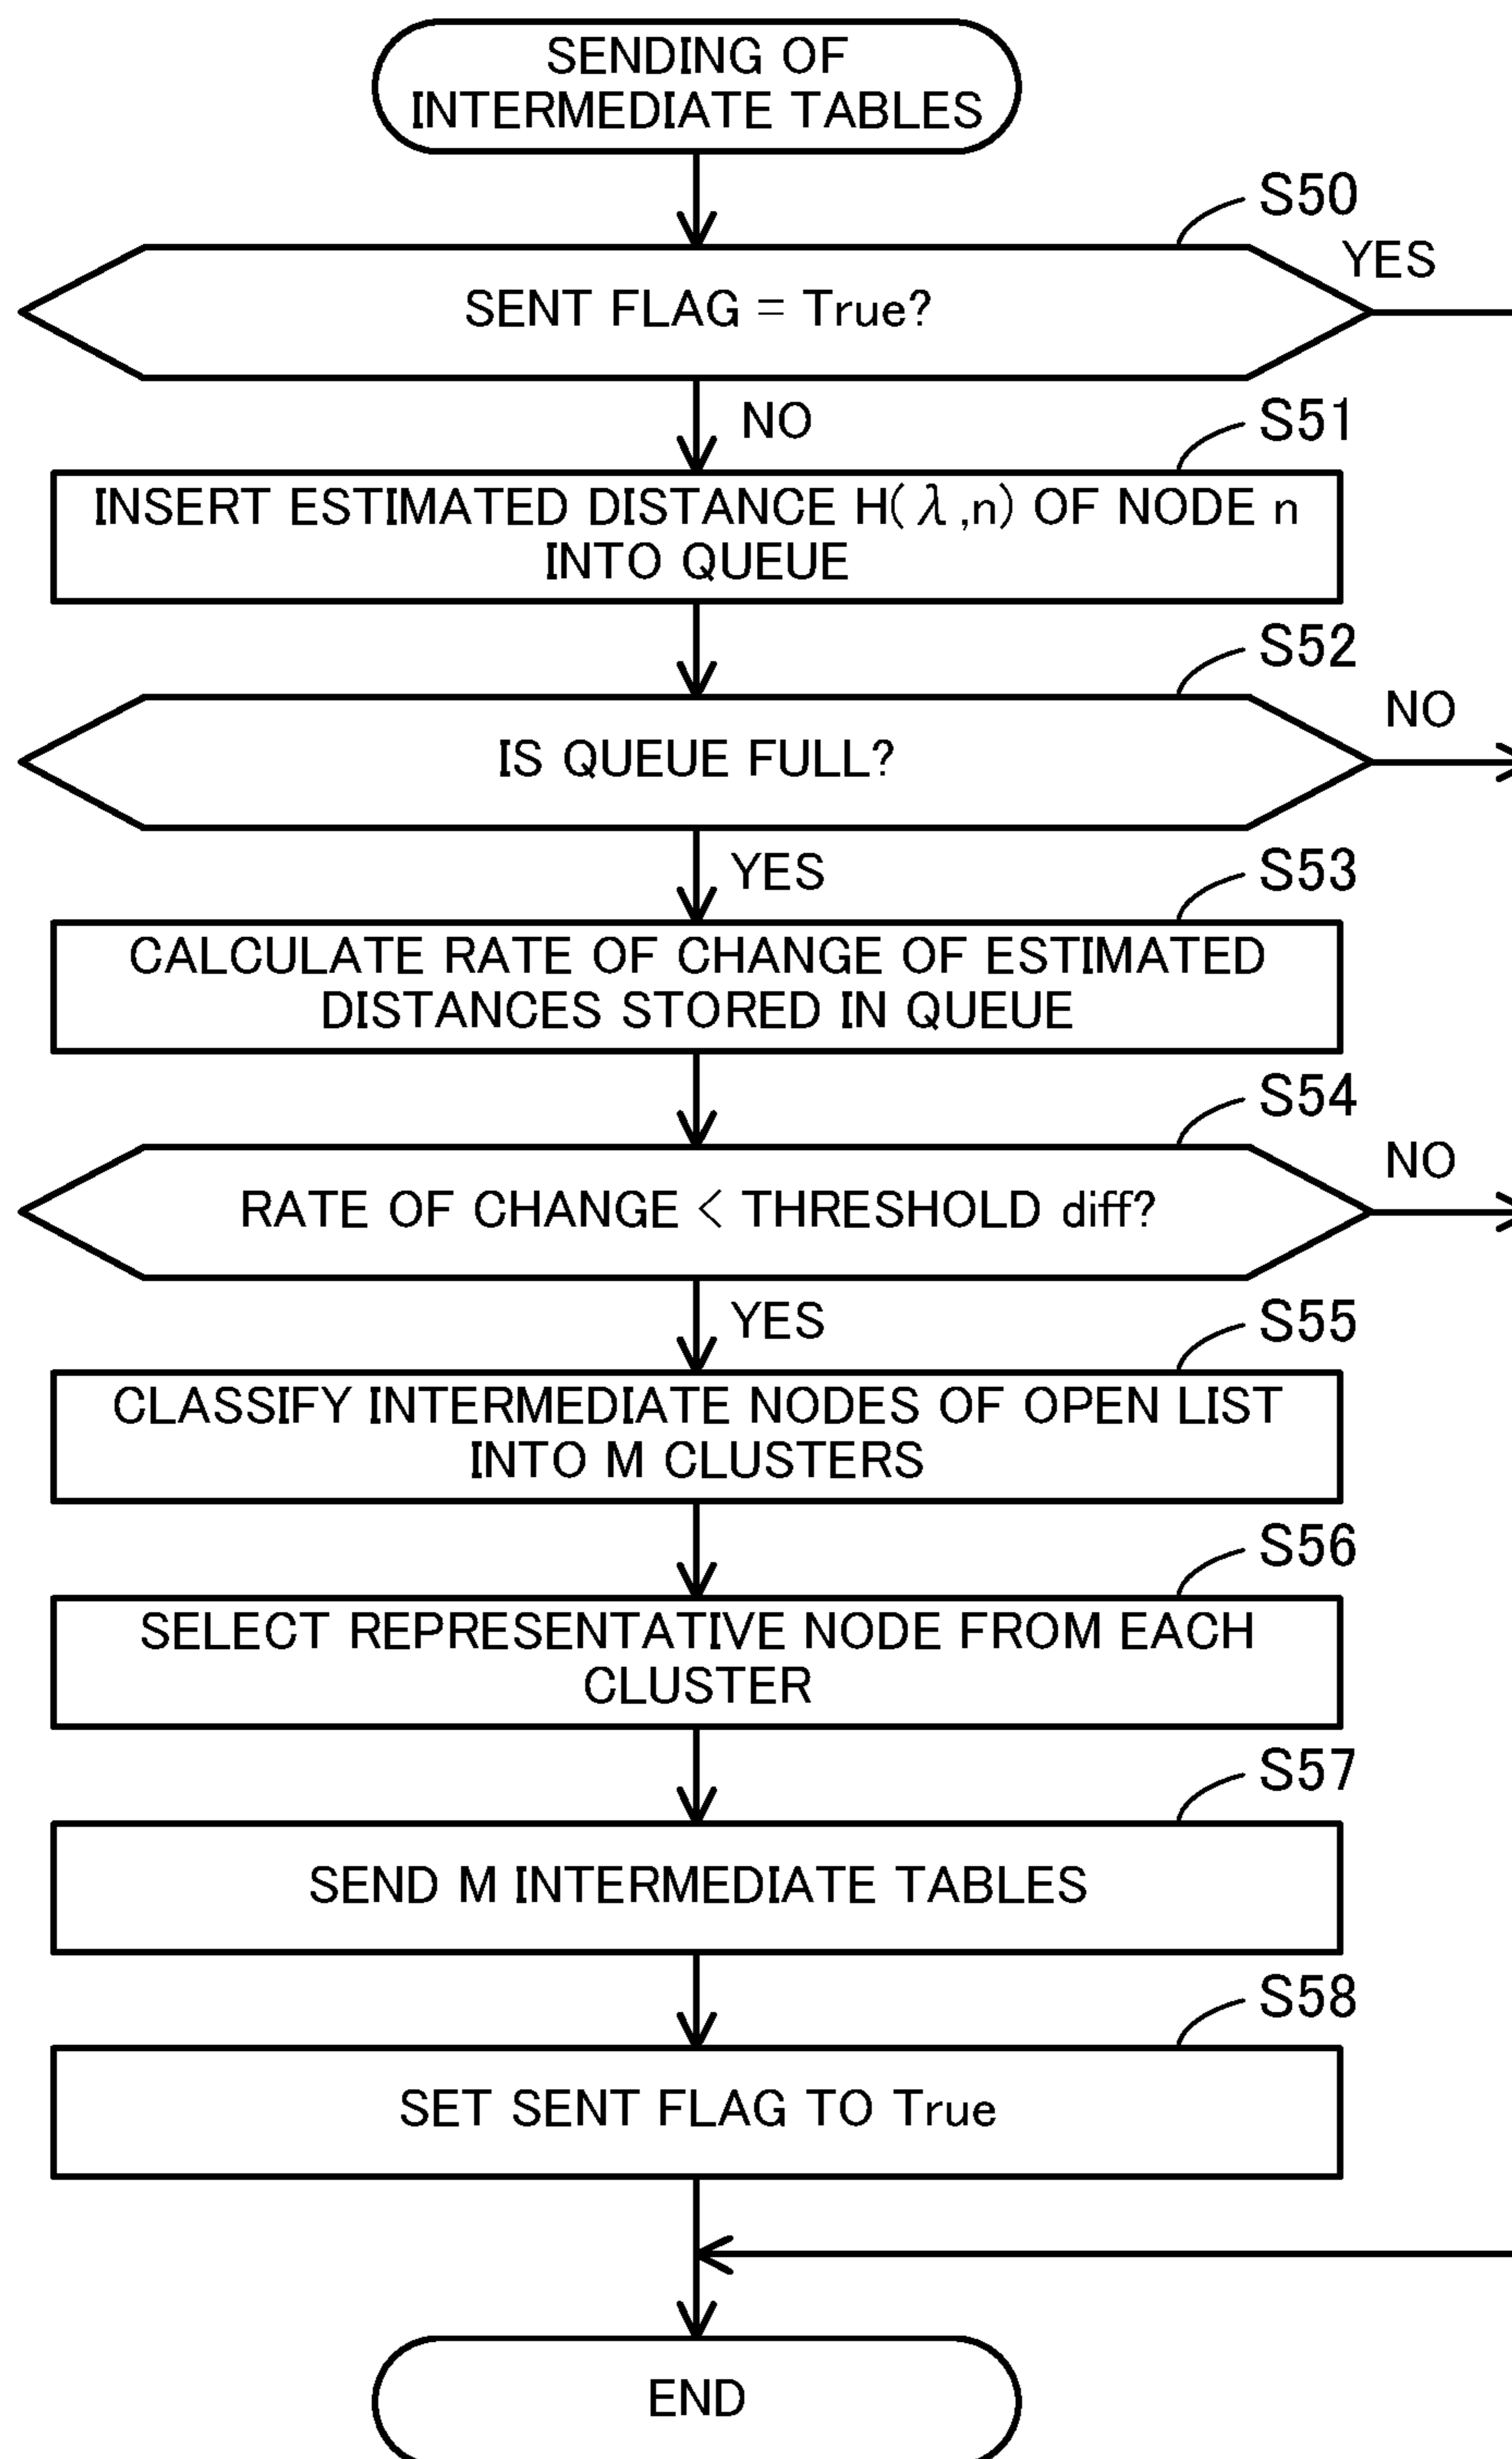 SENDING OF
INTERMEDIATE TABLES
S50
YES
SENT FLAG = True?
NO
S51
INSERT ESTIMATED DISTANCE H(λ,n) OF NODE n
INTO QUEUE
S52
NO
IS QUEUE FULL?
YES
S53
CALCULATE RATE OF CHANGE OF ESTIMATED
DISTANCES STORED IN QUEUE
S54
NO
RATE OF CHANGE < THRESHOLD diff?
YES
S55
CLASSIFY INTERMEDIATE NODES OF OPEN LIST
INTO M CLUSTERS
S56
SELECT REPRESENTATIVE NODE FROM EACH
CLUSTER
S57
SEND M INTERMEDIATE TABLES
S58
SET SENT FLAG TO True
END